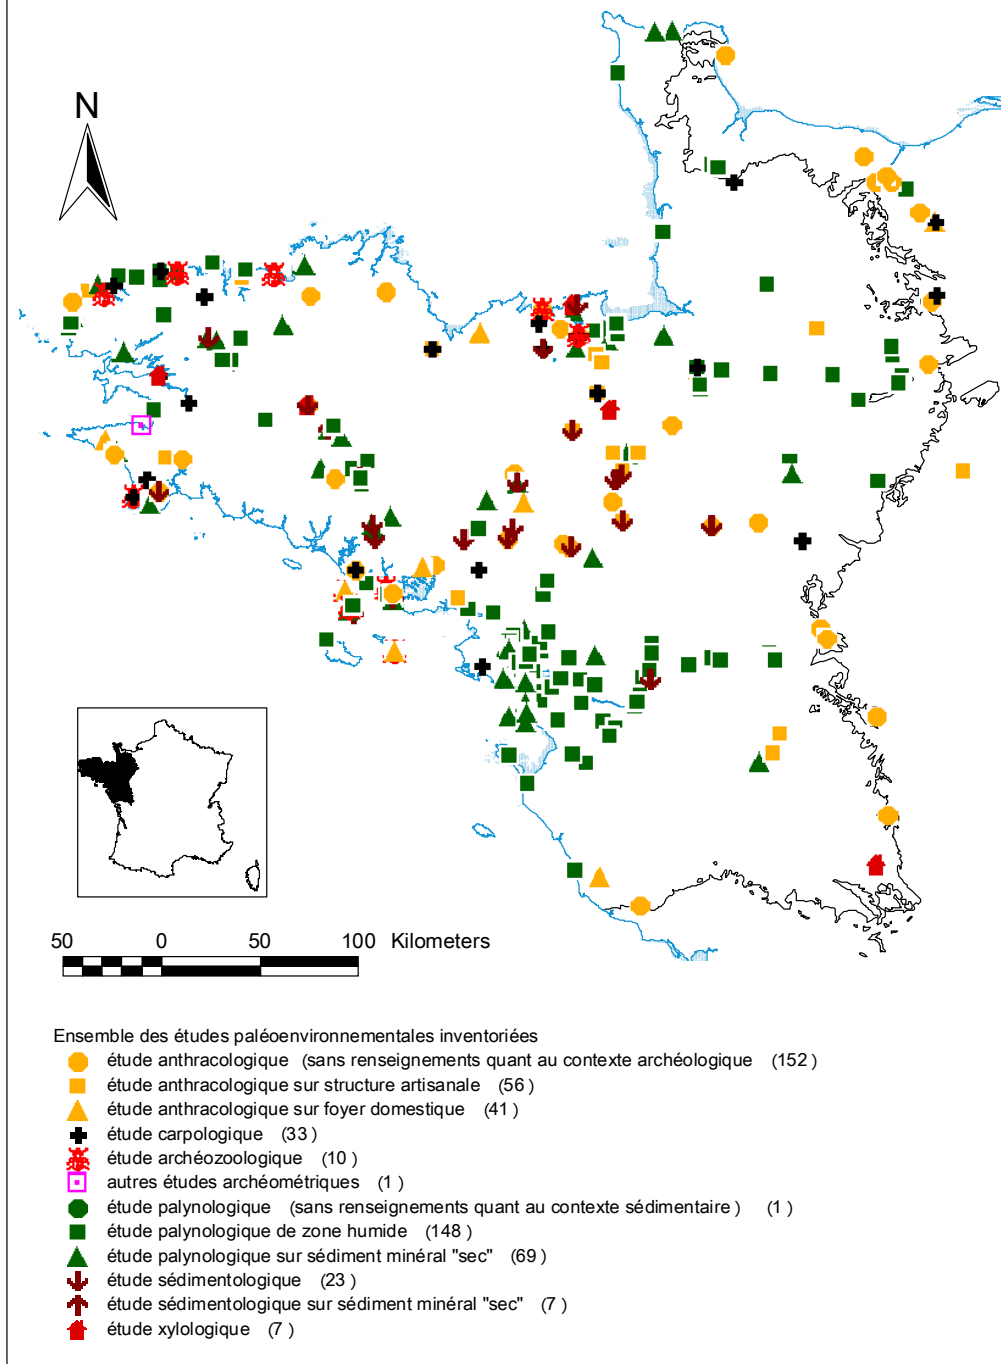 N
50 0 50 100 Kilometers
Ensemble des études paléoenvironnementales inventoriées
étude anthracologique (sans renseignements quant au contexte archéologique (152)
étude anthracologique sur structure artisanale (56)
étude anthracologique sur foyer domestique (41)
étude carpologique (33)
étude archéozoologique (10)
autres études archéométriques (1)
étude palynologique (sans renseignements quant au contexte sédimentaire) (1)
étude palynologique de zone humide (148)
étude palynologique sur sédiment minéral "sec" (69)
étude sédimentologique (23)
étude sédimentologique sur sédiment minéral "sec" (7)
étude xylologique (7)